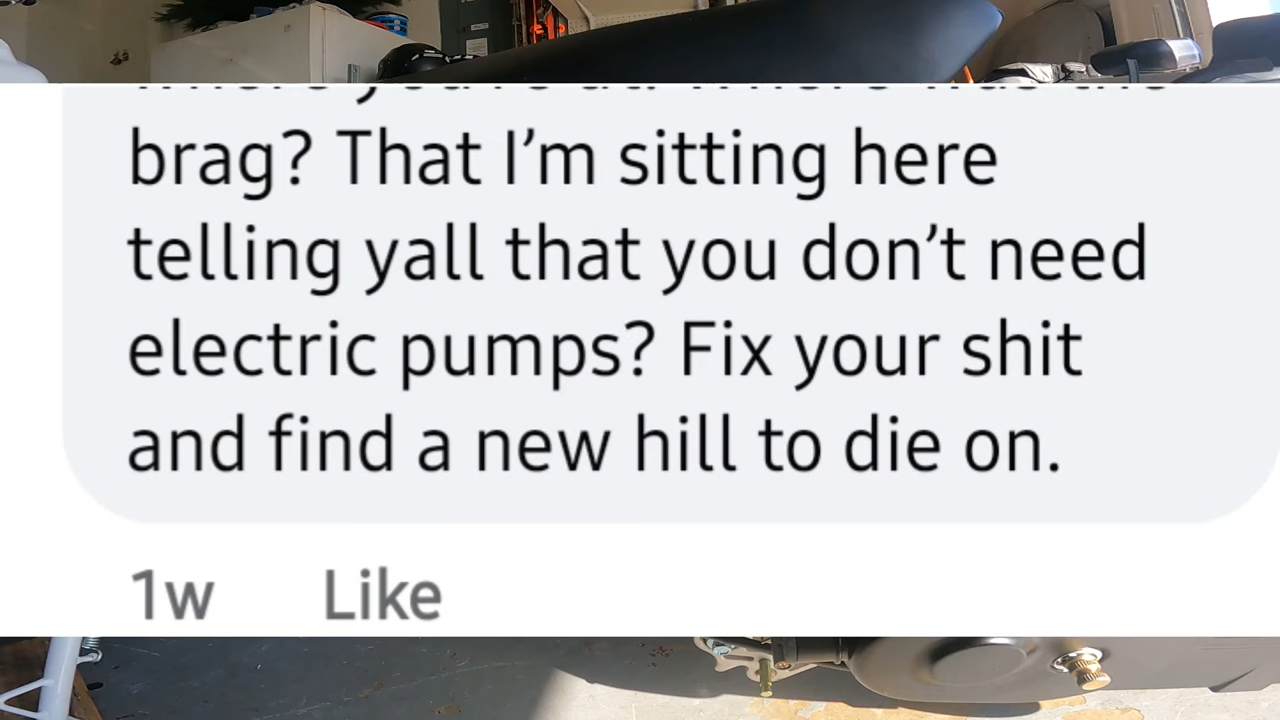 brag? That I'm sitting here
telling yall that you don't need
electric pumps? Fix your shit
and find a new hill to die on.
1w Like